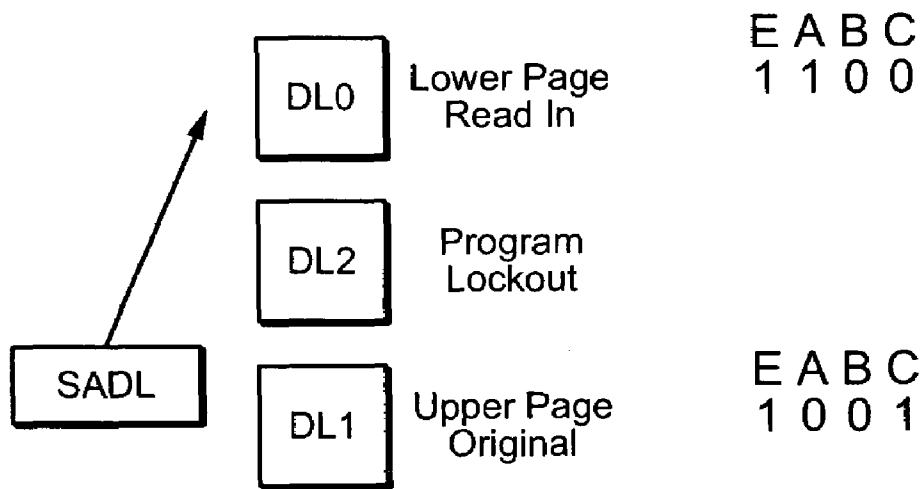 E A B C
1 1 0 0
DL0
Lower Page
Read In
DL2
Program
Lockout
SADL
DL1
Upper Page
Original
E A B C
1 0 0 1